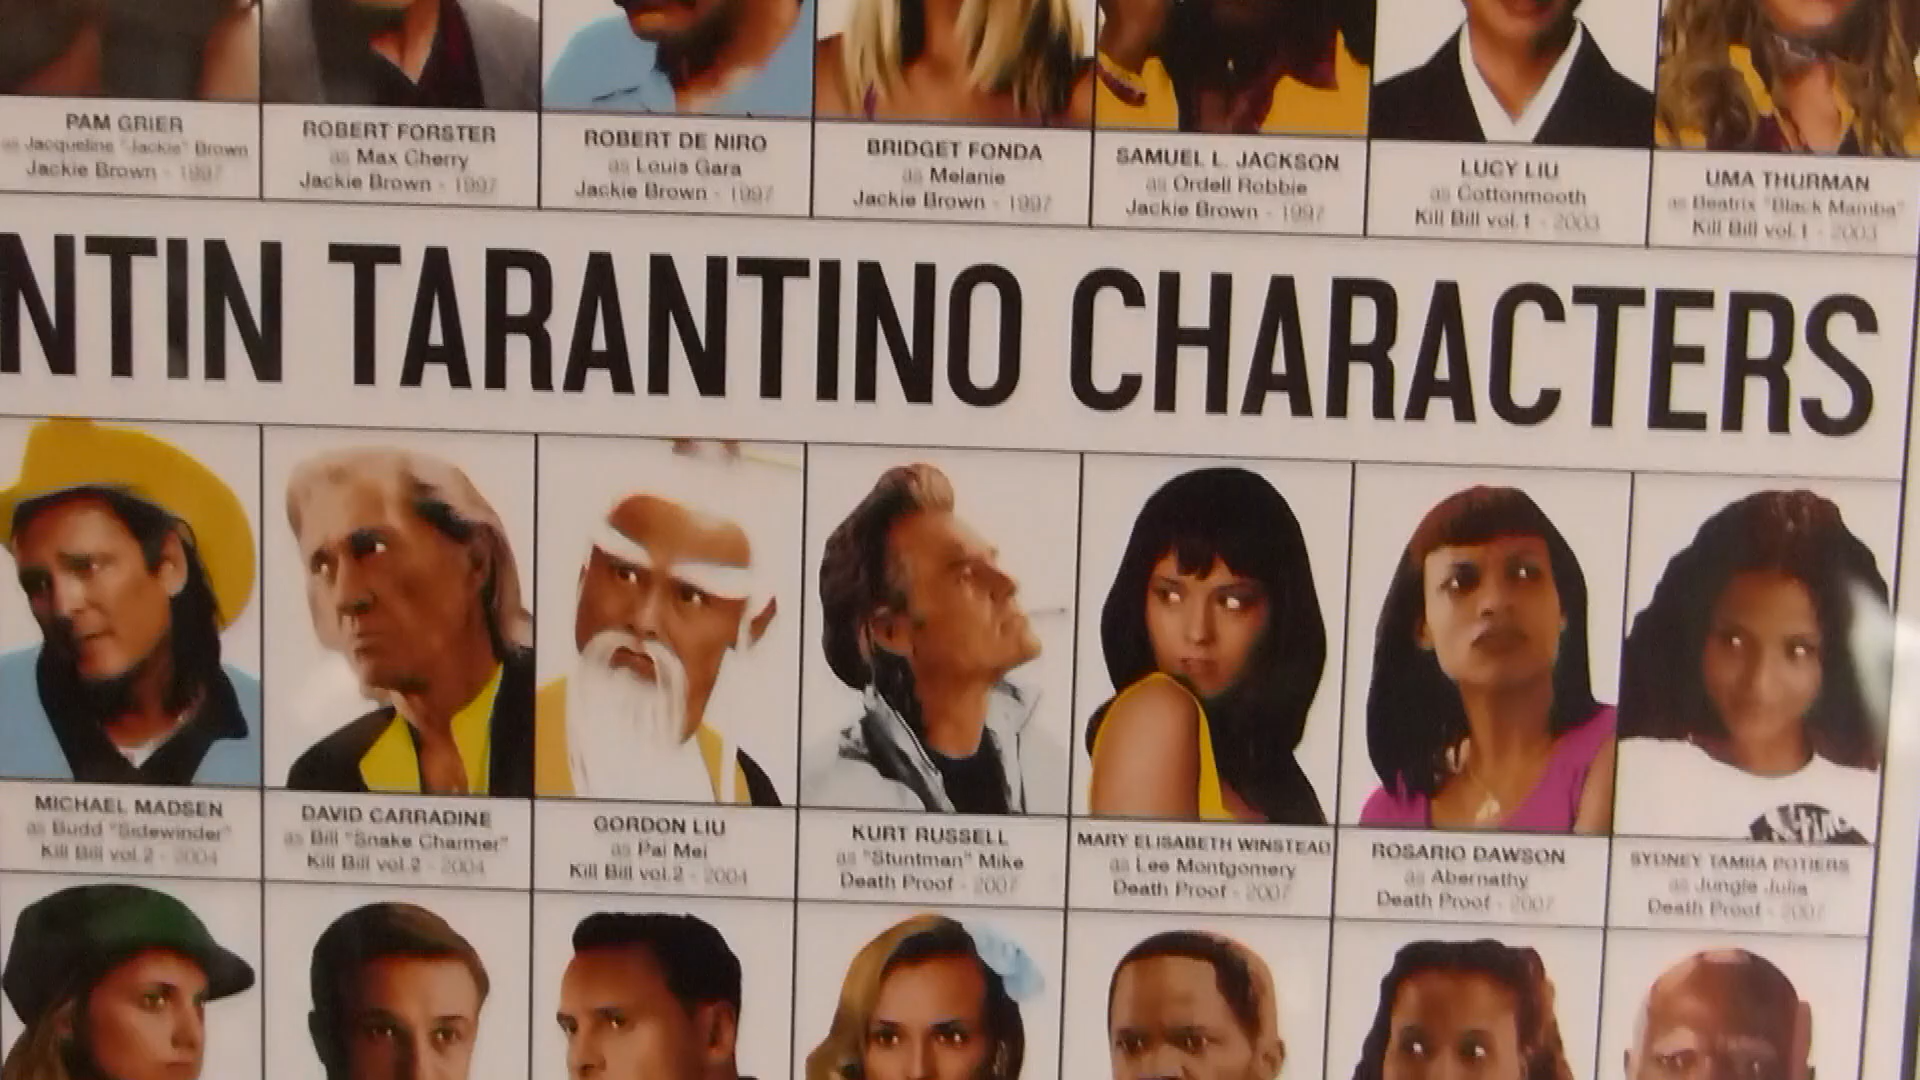 PAM GRIER
as Jacqueline "Jackie" Brown
Jackie Brown - 1997
ROBERT FORSTER
as Max Cherry
Jackie Brown - 1997
ROBERT DE NIRO
as Louis Gara
Jackie Brown - 1997
BRIDGET FONDA
as Melanie
Jackie Brown - 1997
SAMUEL L. JACKSON
as Ordell Robbie
Jackie Brown - 1997
LUCY LIU
as Cottonmooth
Kill Bill vol.1 - 2003
UMA THURMAN
as Beatrix "Black Mamba"
Kill Bill vol.1 - 2003
NTIN TARANTINO CHARACTERS
MICHAEL MADSEN
as Budd "Sidewinder"
Kill Bill vol.2 - 2004
DAVID CARRADINE
as Bill "Snake Charmer"
Kill Bill vol.2 - 2004
GORDON LIU
as Pai Mei
Kill Bill vol.2 - 2004
KURT RUSSELL
as "Stuntman" Mike
Death Proof - 2007
MARY ELISABETH WINSTEAD
as Lee Montgomery
Death Proof - 2007
ROSARIO DAWSON
as Abernathy
Death Proof - 2007
SYDNEY TAMIIA POTIERS
as Jungle Julia
Death Proof - 2007